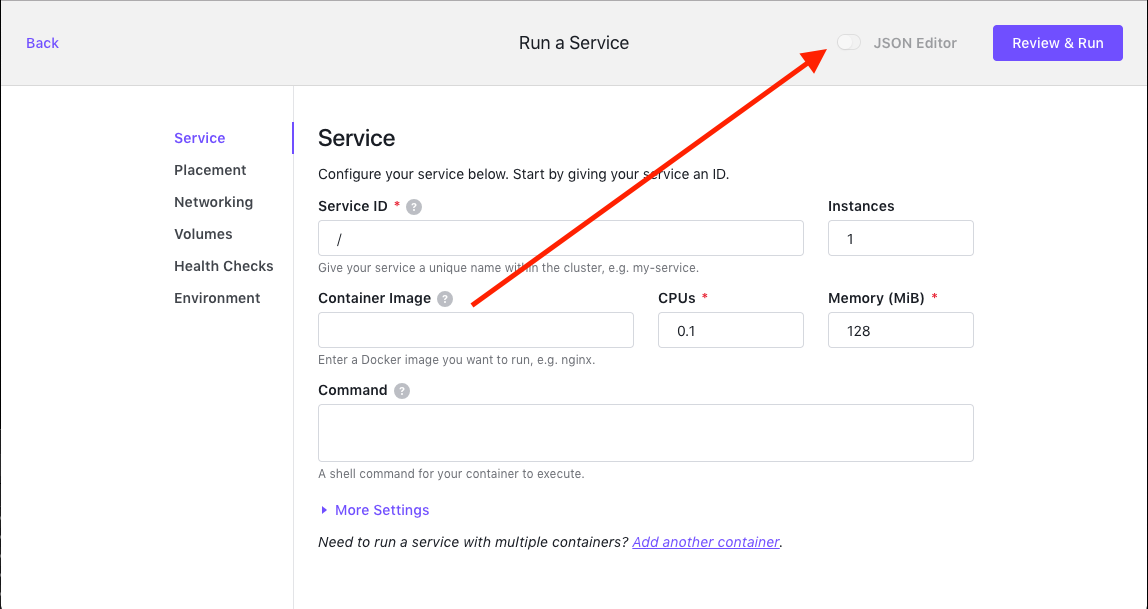 Back
Run a Service
JSON Editor
Review & Run
Service
Placement
Networking
Volumes
Health Checks
Environment
Service
Configure your service below. Start by giving your service an ID.
Service ID * ?
Instances
/
1
Give your service a unique name within the cluster, e.g. my-service.
Container Image ?
CPUs *
Memory (MiB) *
0.1
128
Enter a Docker image you want to run, e.g. nginx.
Command ?
A shell command for your container to execute.
More Settings
Need to run a service with multiple containers? Add another container.